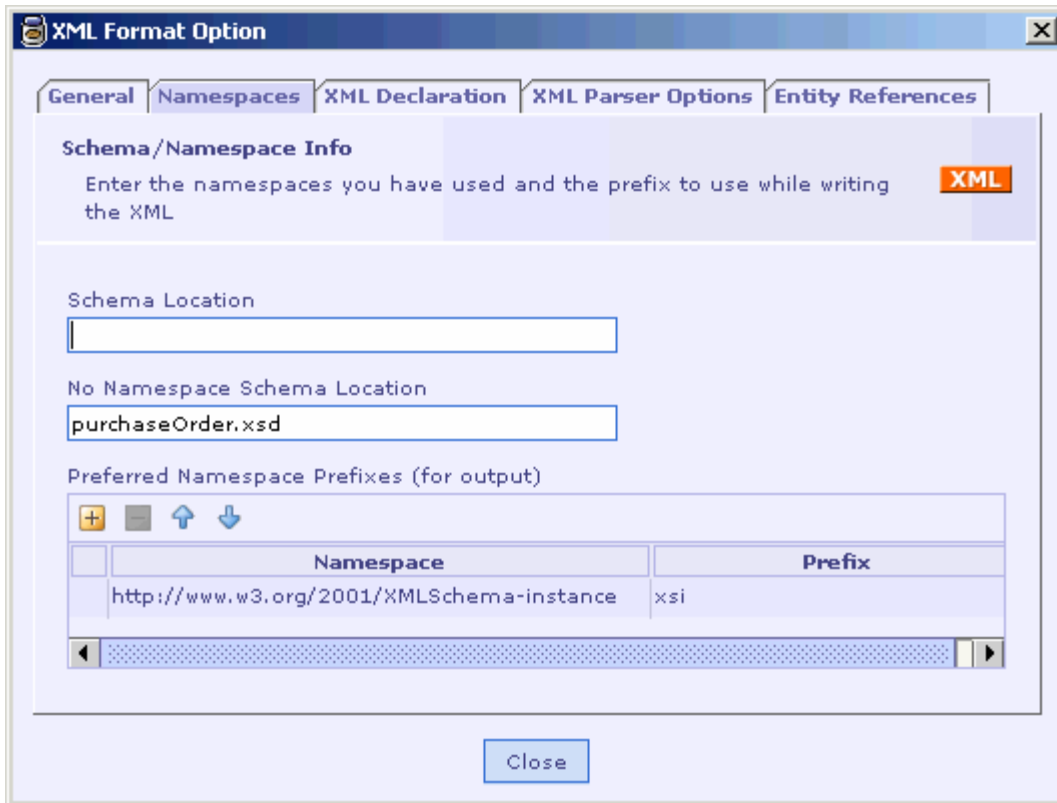 XML Format Option
General Namespaces XML Declaration XML Parser Options Entity References
Schema/Namespace Info
Enter the namespaces you have used and the prefix to use while writing
the XML
XML
Schema Location
No Namespace Schema Location
purchaseOrder.xsd
Preferred Namespace Prefixes (for output)
Namespace Prefix
http://www.w3.org/2001/XMLSchema-instance xsi
Close